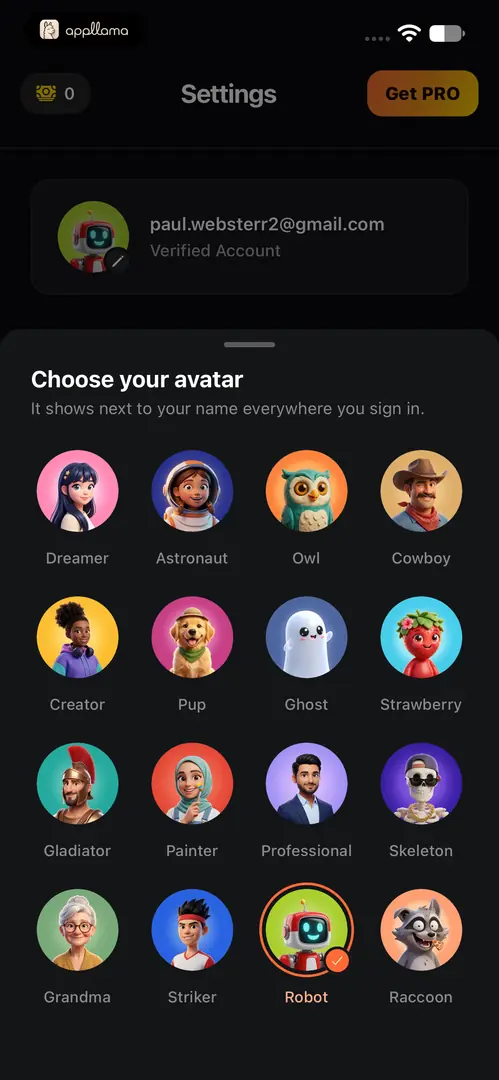 appllama
0
Settings
Get PRO
paul.websterr2@gmail.com
Verified Account
Choose your avatar
It shows next to your name everywhere you sign in.
Dreamer
Astronaut
Owl
Cowboy
Creator
Pup
Ghost
Strawberry
Gladiator
Painter
Professional
Skeleton
Grandma
Striker
Robot
Raccoon